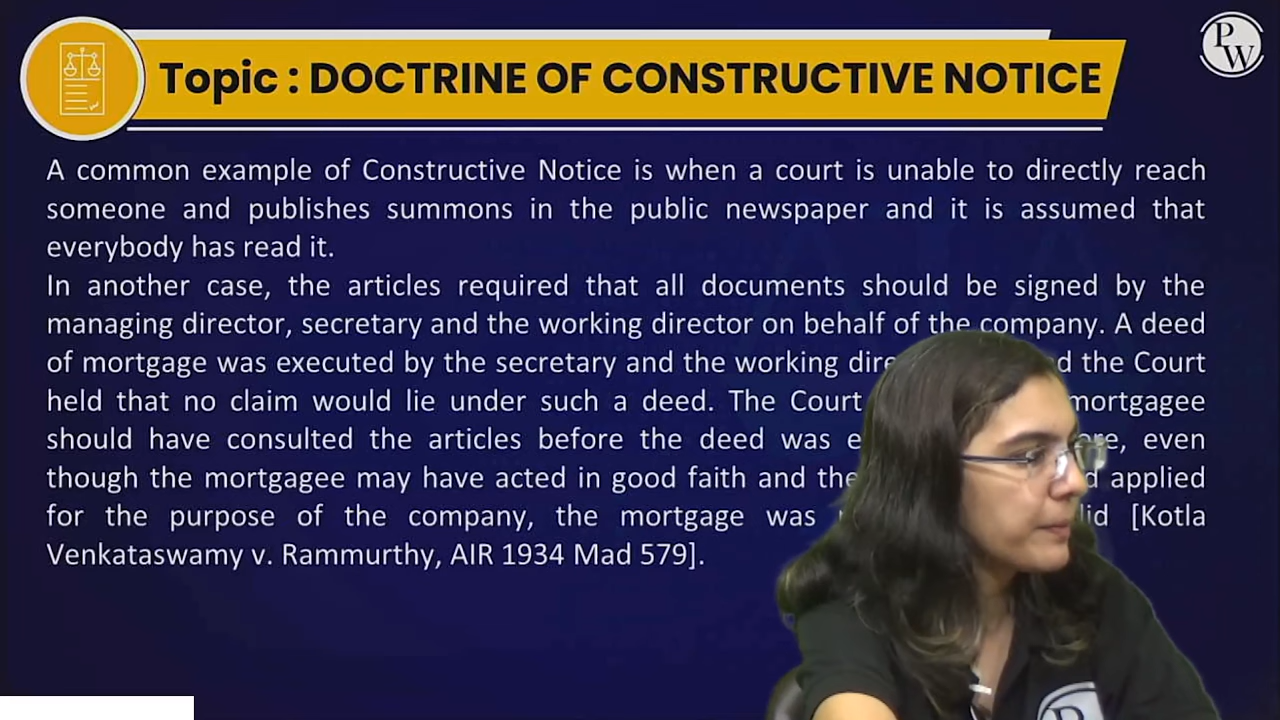 Topic : DOCTRINE OF CONSTRUCTIVE NOTICE
PW
A common example of Constructive Notice is when a court is unable to directly reach
someone and publishes summons in the public newspaper and it is assumed that
everybody has read it.
In another case, the articles required that all documents should be signed by the
managing director, secretary and the working director on behalf of the company. A deed
of mortgage was executed by the secretary and the working the Court
held that no claim would lie under such a deed. The Court mortgagee
should have consulted the articles before the deed was even
though the mortgagee may have acted in good faith and applied
for the purpose of the company, the mortgage was [Kotla
Venkataswamy v. Rammurthy, AIR 1934 Mad 579].
PW